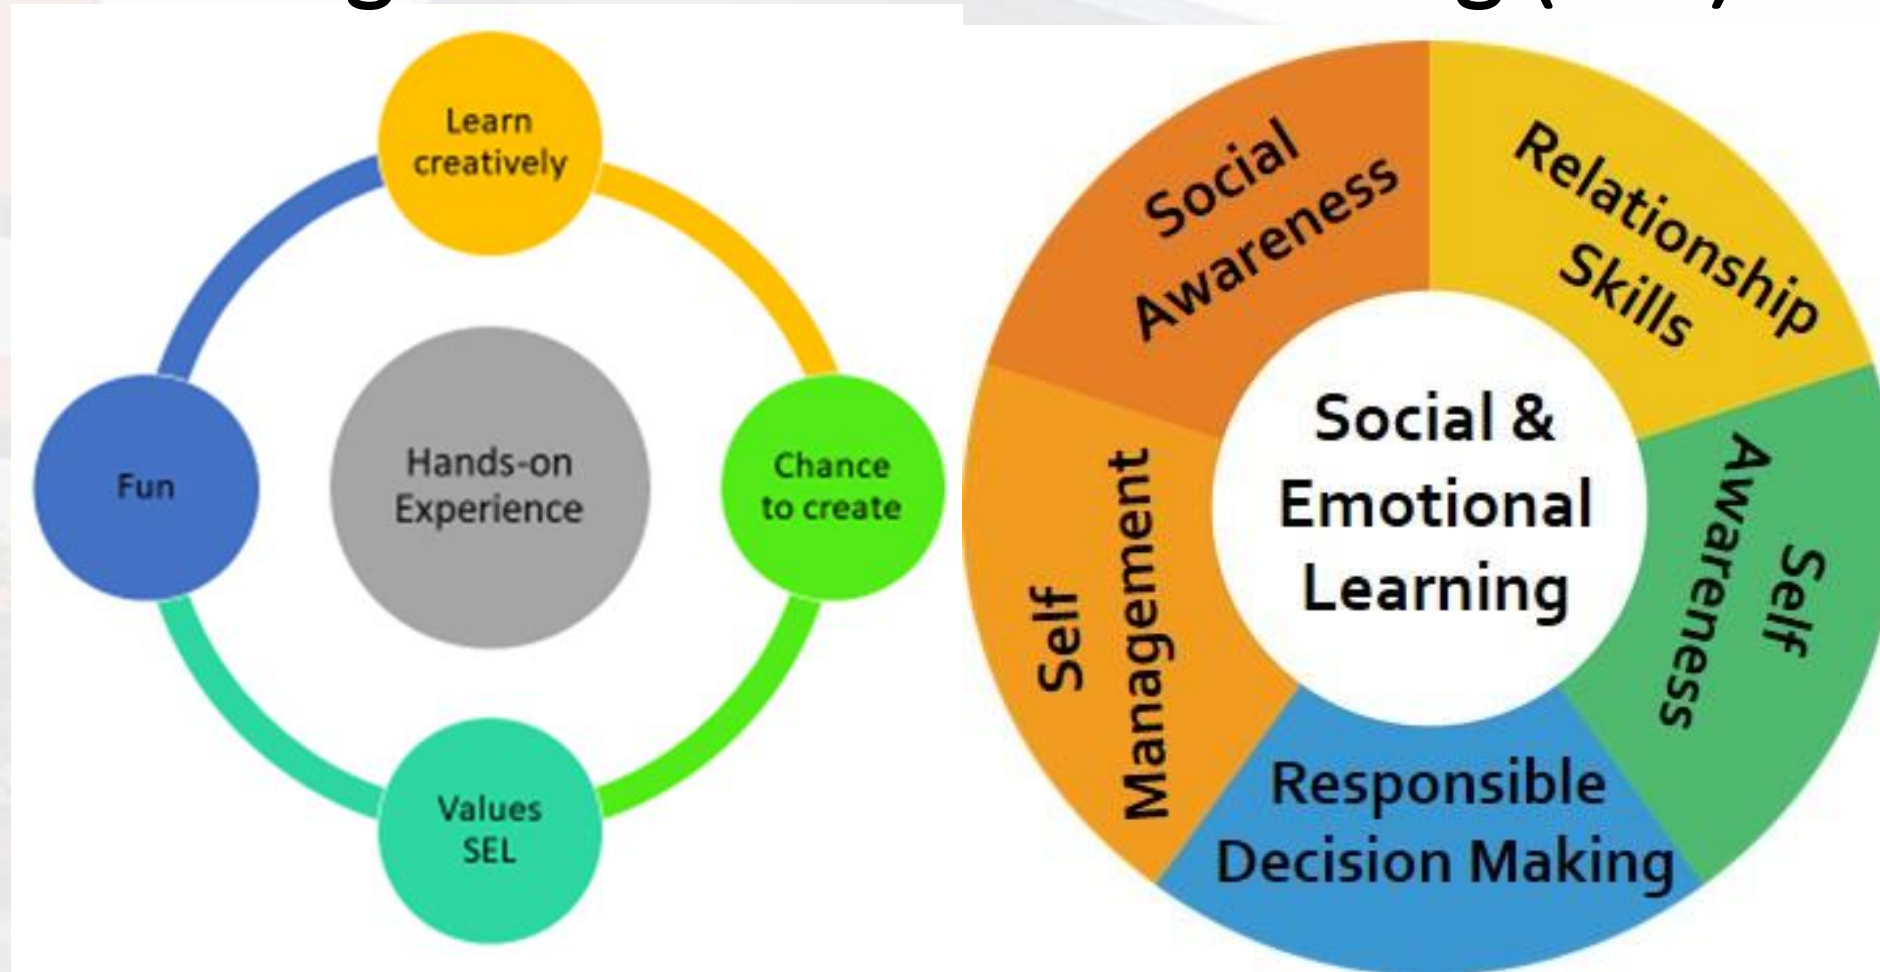 Learn
creatively
Fun
Hands-on
Experience
Chance
to create
Values
SEL
Social
Awareness
Relationship
Skills
Social &
Emotional
Learning
Self
Management
Self
Awareness
Responsible
Decision Making